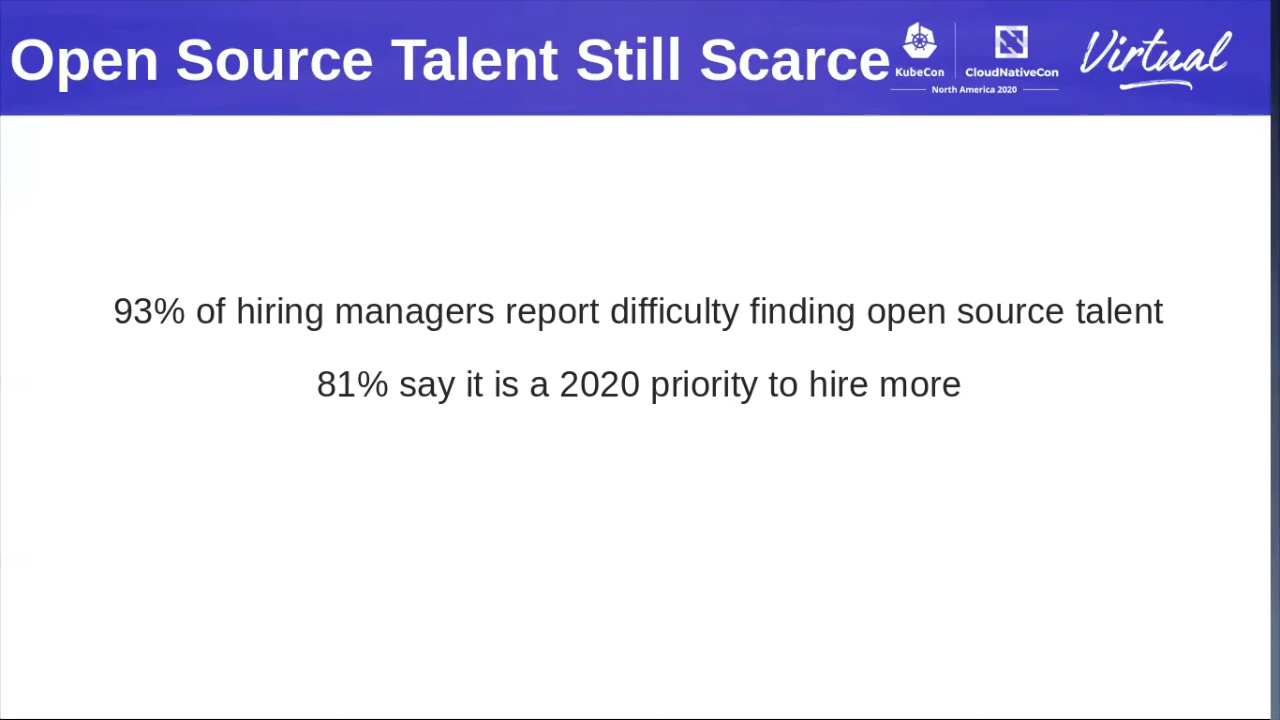 Open Source Talent Still Scarce
KubeCon
CloudNativeCon
North America 2020
Virtual
93% of hiring managers report difficulty finding open source talent
81% say it is a 2020 priority to hire more